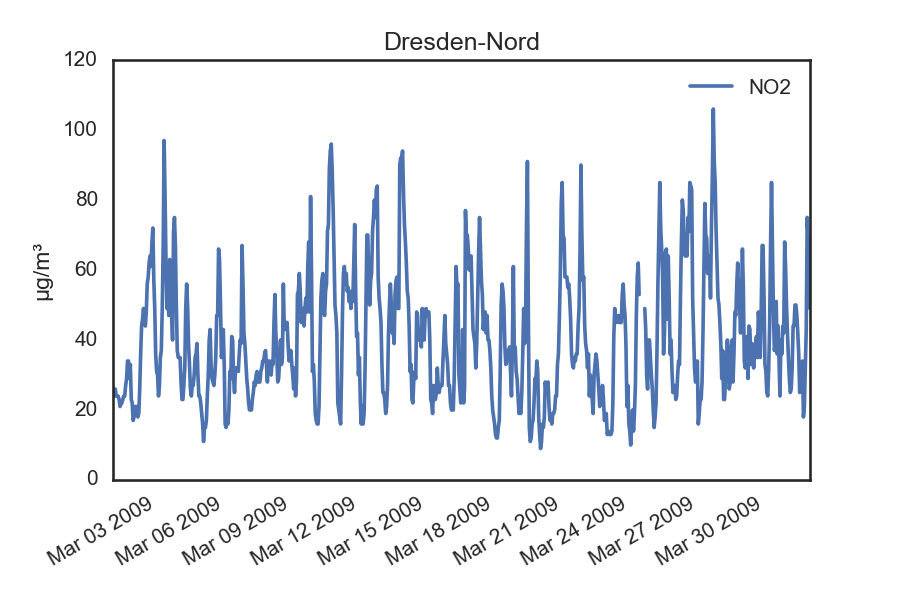 Dresden-Nord
NO2
µg/m³
120
100
80
60
40
20
0
Mar 03 2009
Mar 06 2009
Mar 09 2009
Mar 12 2009
Mar 15 2009
Mar 18 2009
Mar 21 2009
Mar 24 2009
Mar 27 2009
Mar 30 2009